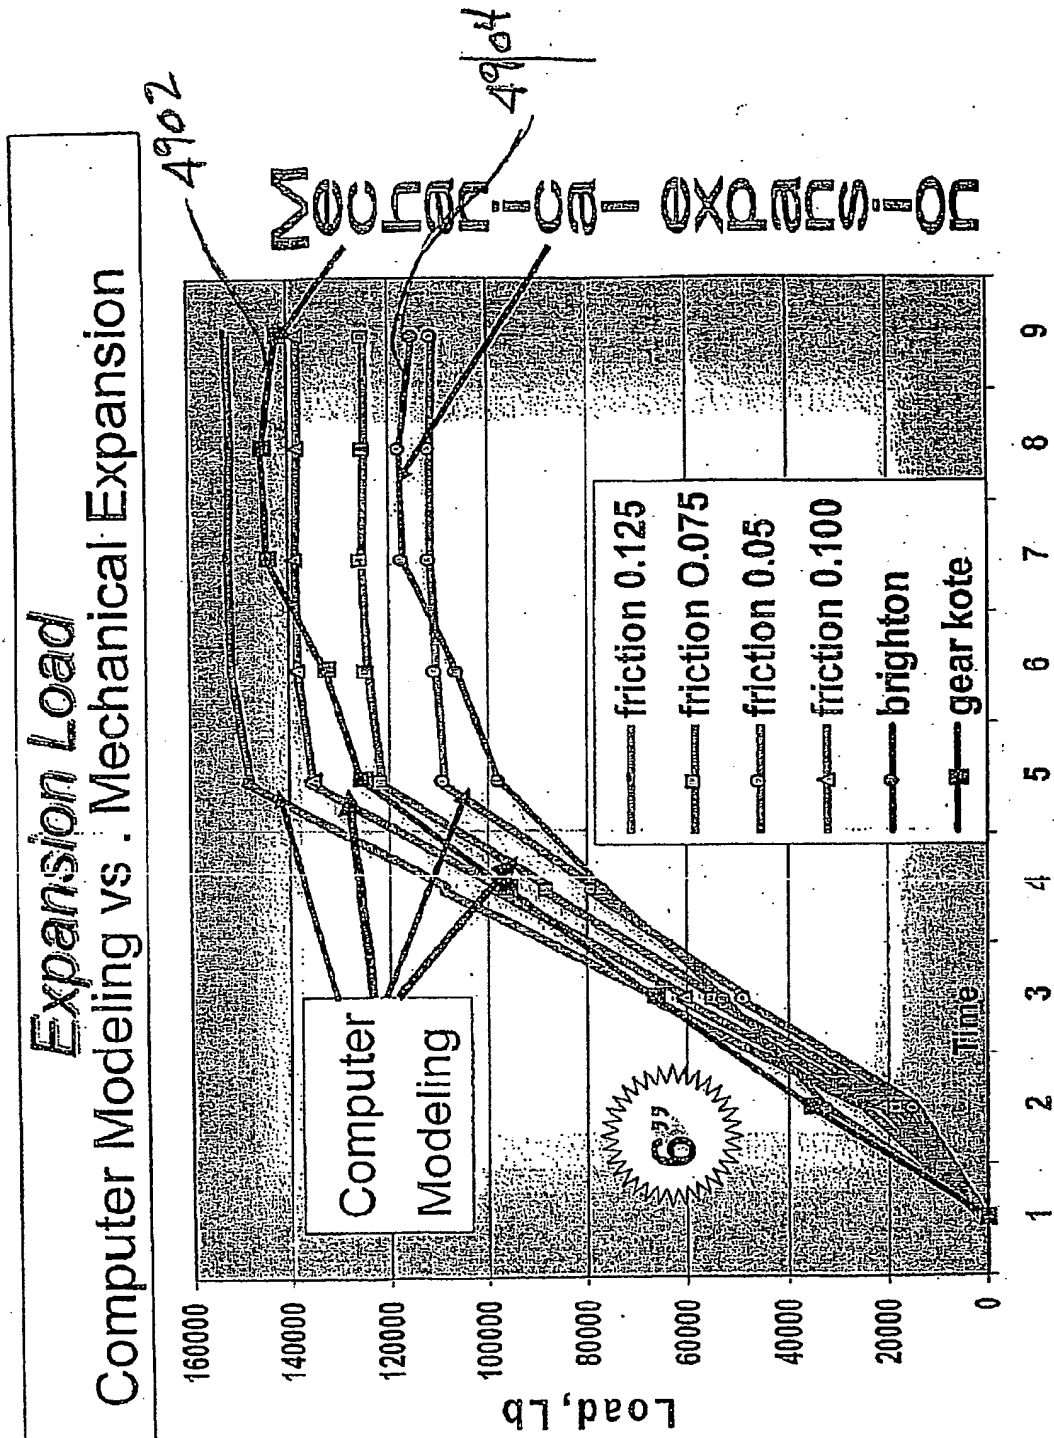 Expansion Load
Computer Modeling vs . Mechanical Expansion
4902
4904
Mechanical expansion
Load, Lb
160000
140000
120000
100000
80000
60000
40000
20000
0
Computer
Modeling
6"
friction 0.125
friction 0.075
friction 0.05
friction 0.100
brighton
gear kote
Time
1 2 3 4 5 6 7 8 9